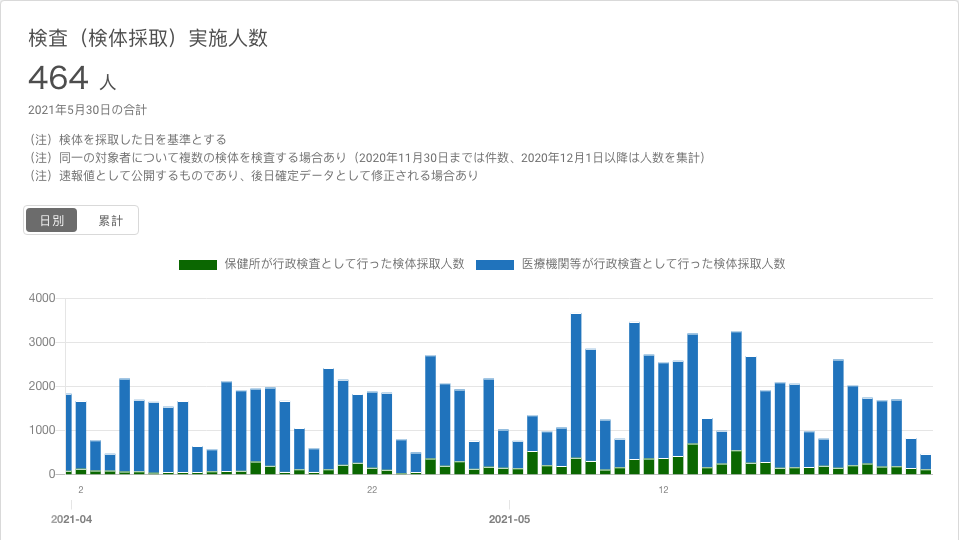 検査（検体採取）実施人数
464 人
2021年5月30日の合計
（注）検体を採取した日を基準とする
（注）同一の対象者について複数の検体を検査する場合あり（2020年11月30日までは件数、2020年12月1日以降は人数を集計）
（注）速報値として公開するものであり、後日確定データとして修正される場合あり
日別 累計
保健所が行政検査として行った検体採取人数 医療機関等が行政検査として行った検体採取人数
4000
3000
2000
1000
0
2 22 12
2021-04 2021-05